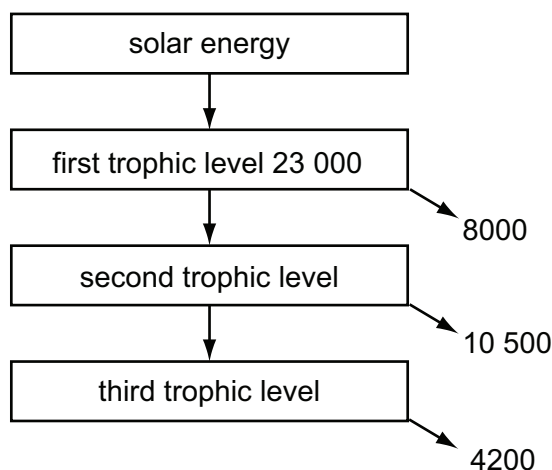 solar energy
first trophic level 23 000
8000
second trophic level
10 500
third trophic level
4200